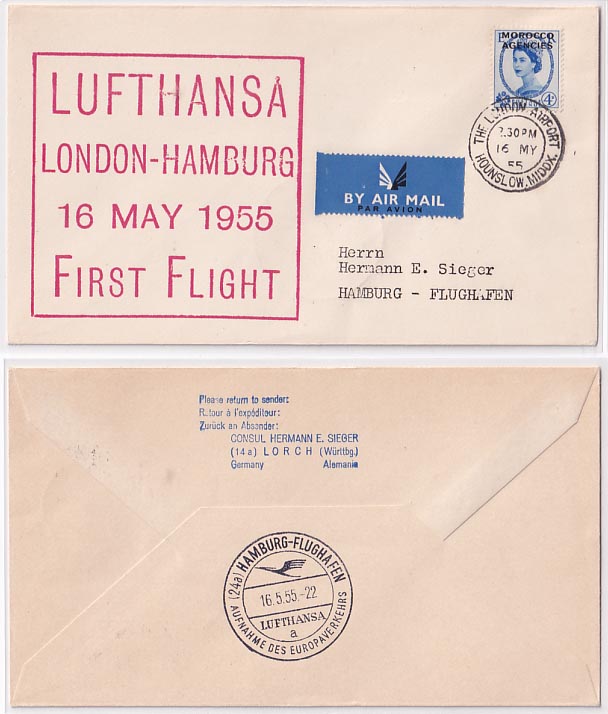 LUFTHANSA
LONDON-HAMBURG
16 MAY 1955
FIRST FLIGHT
MOROCCO
AGENCIES
4D
THE LONDON AIRPORT
2.30PM
16 MY
55
HOUNSLOW. MIDDX.
BY AIR MAIL
PAR AVION
Herrn
Hermann E. Sieger
HAMBURG - FLUGHAFEN
Please return to sender:
Retour à l'expéditeur:
Zurück an Absender:
CONSUL HERMANN E. SIEGER
(14a) LORCH (Württbg.)
Germany Alemania
(24a) HAMBURG-FLUGHAFEN
16.5.55.-22
LUFTHANSA
a
AUFNAHME DES EUROPAVERKEHRS